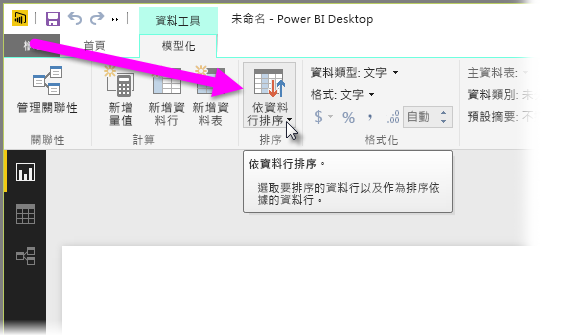 資料工具
未命名 - Power BI Desktop
首頁
模型化
管理關聯性
新增
量值
新增資
料行
新增資
料表
依資料
行排序
資料類型: 文字
格式: 文字
$ % , .00 自動
主資料表:
資料類別: 未
預設摘要: 不
關聯性
計算
排序
格式化
依資料行排序。
選取要排序的資料行以及作為排序依
據的資料行。